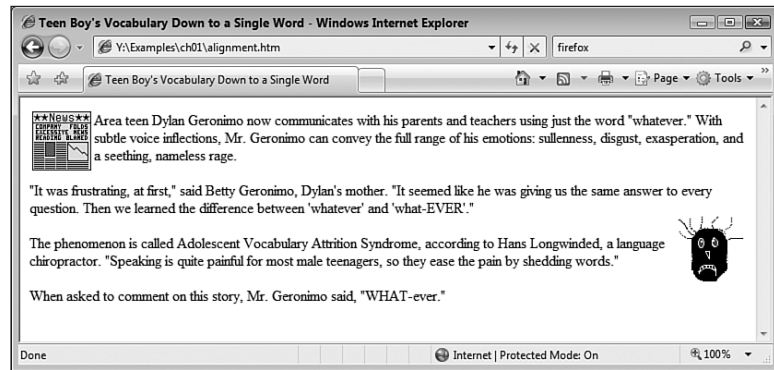 Teen Boy's Vocabulary Down to a Single Word - Windows Internet Explorer
Y:\Examples\ch01\alignment.htm
firefox
Teen Boy's Vocabulary Down to a Single Word
Page
Tools
»
★★News★★
COMPANY FOLDS
EXCESSIVE NEWS
READING BLAMED
Area teen Dylan Geronimo now communicates with his parents and teachers using just the word "whatever." With
subtle voice inflections, Mr. Geronimo can convey the full range of his emotions: sullenness, disgust, exasperation, and
a seething, nameless rage.
"It was frustrating, at first," said Betty Geronimo, Dylan's mother. "It seemed like he was giving us the same answer to every
question. Then we learned the difference between 'whatever' and 'what-EVER'."
The phenomenon is called Adolescent Vocabulary Attrition Syndrome, according to Hans Longwinded, a language
chiropractor. "Speaking is quite painful for most male teenagers, so they ease the pain by shedding words."
When asked to comment on this story, Mr. Geronimo said, "WHAT-ever."
Done
Internet | Protected Mode: On
100%